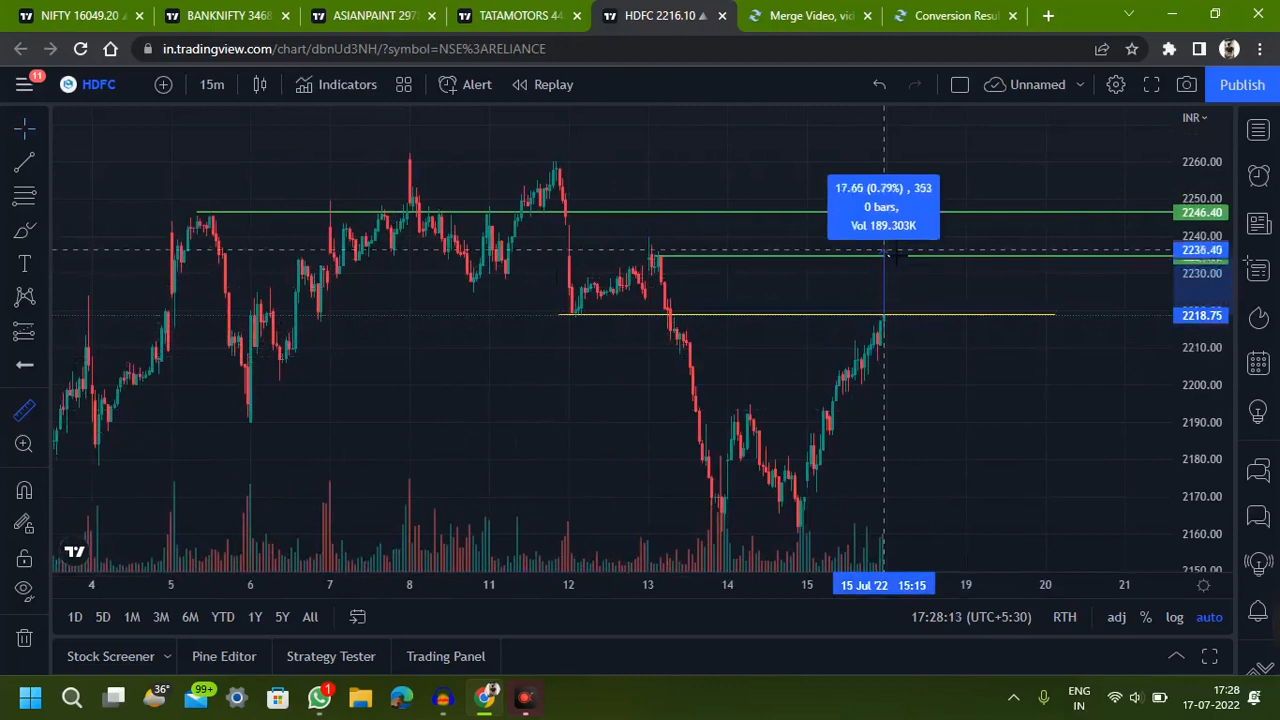 NIFTY 16049.20
BANKNIFTY 3468
ASIANPAINT 297
TATAMOTORS 44
HDFC 2216.10
Merge Video, vid
Conversion Resul
in.tradingview.com/chart/dbnUd3NH/?symbol=NSE%3ARELIANCE
11
HDFC
15m
Indicators
Alert
Replay
Unnamed
Publish
INR
17.65 (0.79%) , 353
0 bars,
Vol 189.303K
2260.00
2250.00
2246.40
2240.00
2236.40
2230.00
2218.75
2210.00
2200.00
2190.00
2180.00
2170.00
2160.00
2150.00
4
5
6
7
8
11
12
13
14
15
15 Jul '22 15:15
19
20
21
1D
5D
1M
3M
6M
YTD
1Y
5Y
All
17:28:13 (UTC+5:30)
RTH
adj
%
log
auto
Stock Screener
Pine Editor
Strategy Tester
Trading Panel
36°
99+
1
ENG
IN
17:28
17-07-2022